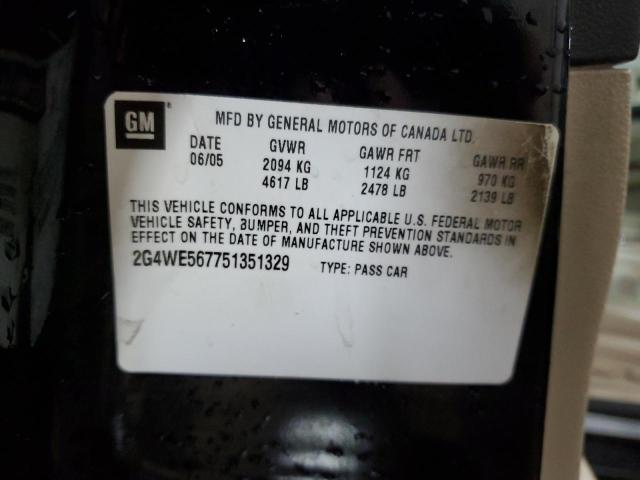 GM
MFD BY GENERAL MOTORS OF CANADA LTD.
DATE GVWR GAWR FRT GAWR RR
06/05 2094 KG 1124 KG 970 KG
4617 LB 2478 LB 2139 LB
THIS VEHICLE CONFORMS TO ALL APPLICABLE U.S. FEDERAL MOTOR
VEHICLE SAFETY, BUMPER, AND THEFT PREVENTION STANDARDS IN
EFFECT ON THE DATE OF MANUFACTURE SHOWN ABOVE.
2G4WE567751351329 TYPE: PASS CAR